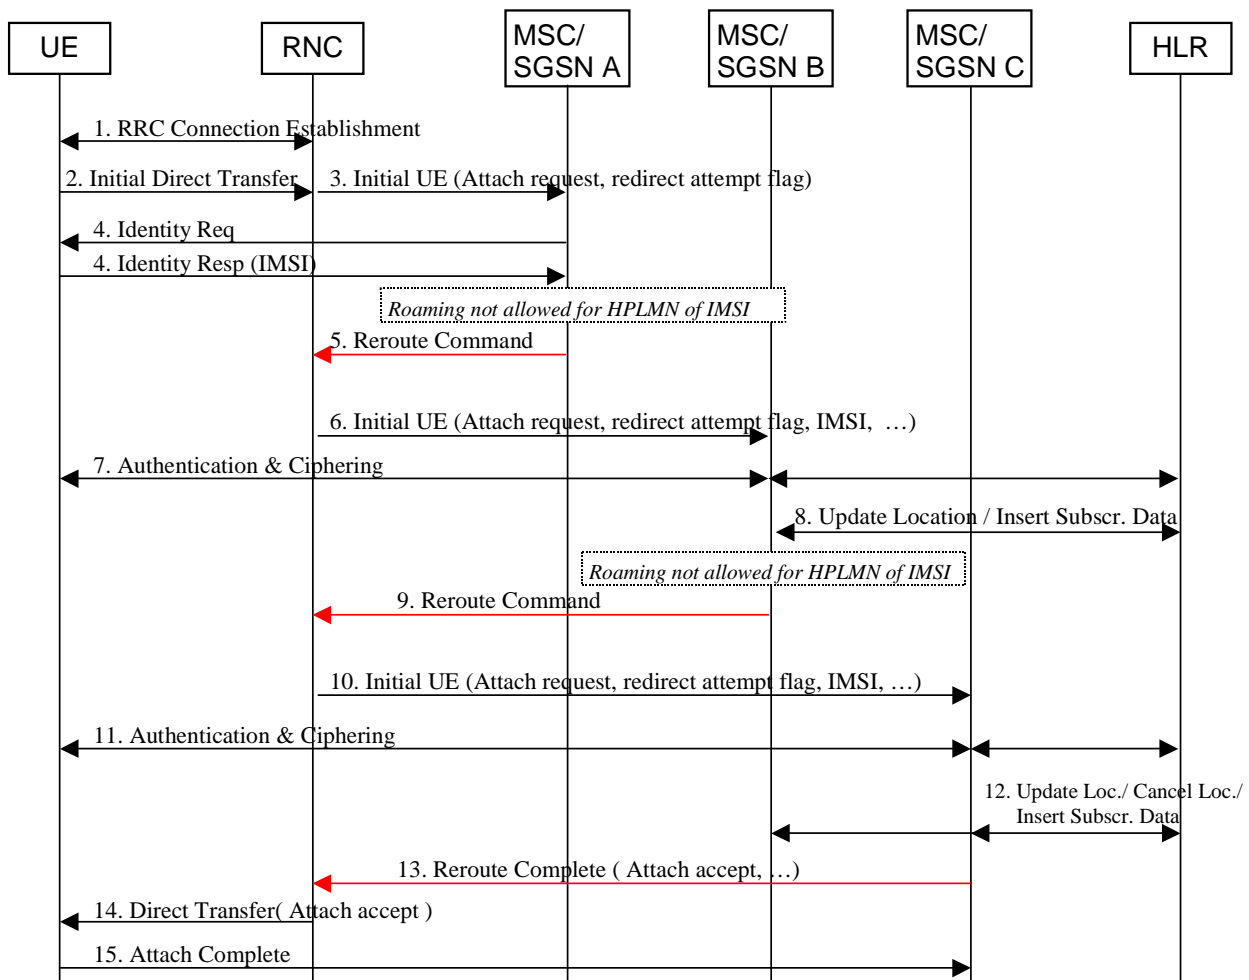 UE
RNC
MSC/
SGSN A
MSC/
SGSN B
MSC/
SGSN C
HLR
1. RRC Connection Establishment
2. Initial Direct Transfer
3. Initial UE (Attach request, redirect attempt flag)
4. Identity Req
4. Identity Resp (IMSI)
Roaming not allowed for HPLMN of IMSI
5. Reroute Command
6. Initial UE (Attach request, redirect attempt flag, IMSI, …)
7. Authentication & Ciphering
8. Update Location / Insert Subscr. Data
Roaming not allowed for HPLMN of IMSI
9. Reroute Command
10. Initial UE (Attach request, redirect attempt flag, IMSI, …)
11. Authentication & Ciphering
12. Update Loc./ Cancel Loc./
Insert Subscr. Data
13. Reroute Complete ( Attach accept, …)
14. Direct Transfer( Attach accept )
15. Attach Complete